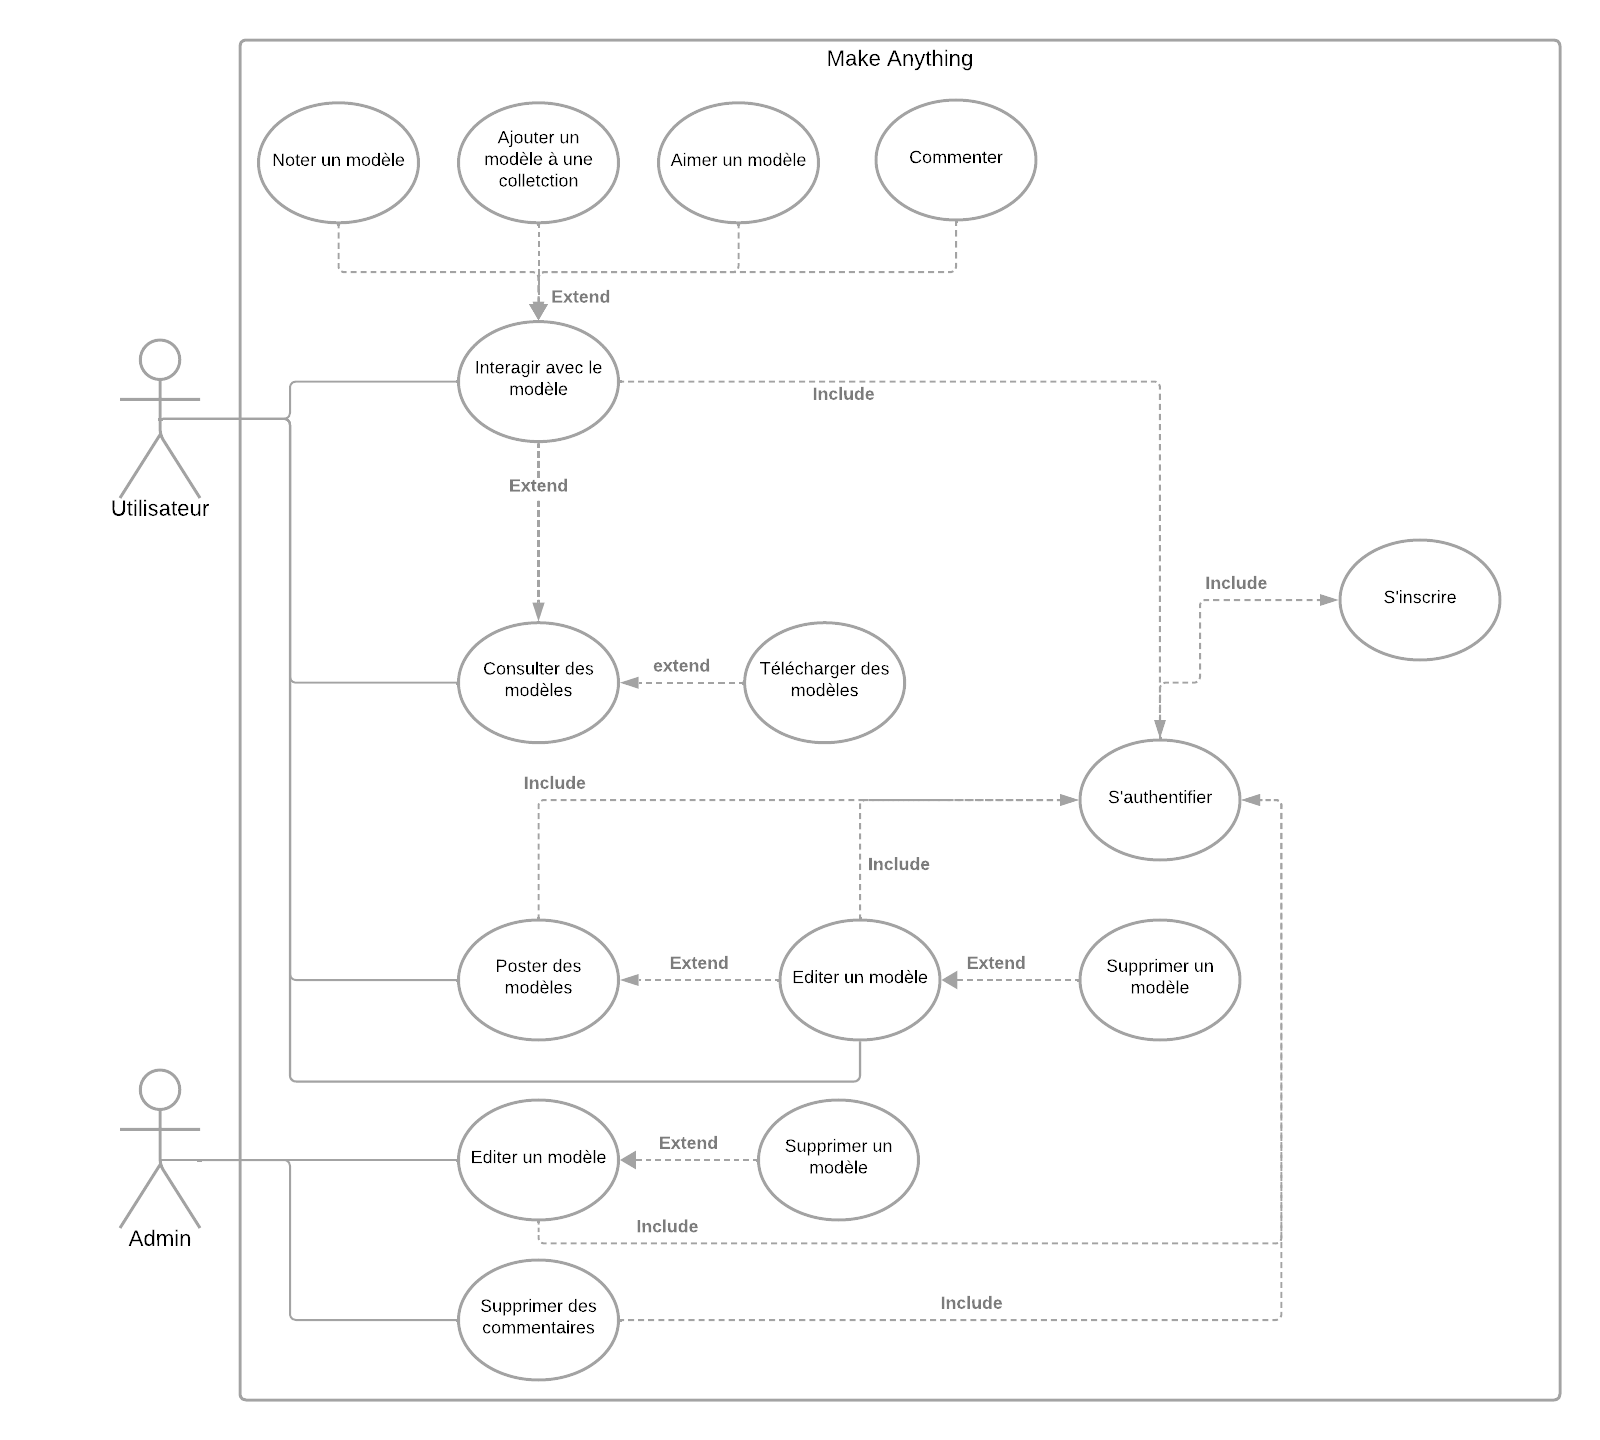 Make Anything
Noter un modèle
Ajouter un
modèle à une
colletction
Aimer un modèle
Commenter
Extend
Interagir avec le
modèle
Include
Utilisateur
Extend
Include
S'inscrire
Consulter des
modèles
extend
Télécharger des
modèles
Include
S'authentifier
Include
Poster des
modèles
Extend
Editer un modèle
Extend
Supprimer un
modèle
Admin
Editer un modèle
Extend
Supprimer un
modèle
Include
Supprimer des
commentaires
Include